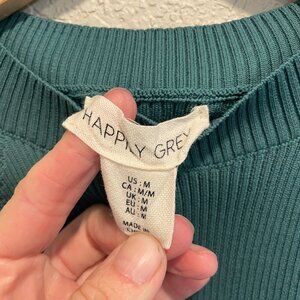 HAPPILY GREY
US : M
CA : M/M
UK : M
EU : M
AU : M
MADE IN